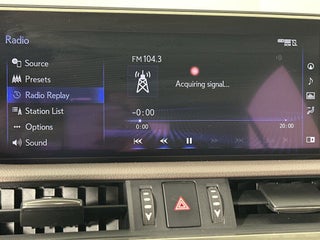 Radio
Source
FM 104.3
Presets
Acquiring signal...
Radio Replay
Station List
-0:00
Options
0:00
20:00
Sound